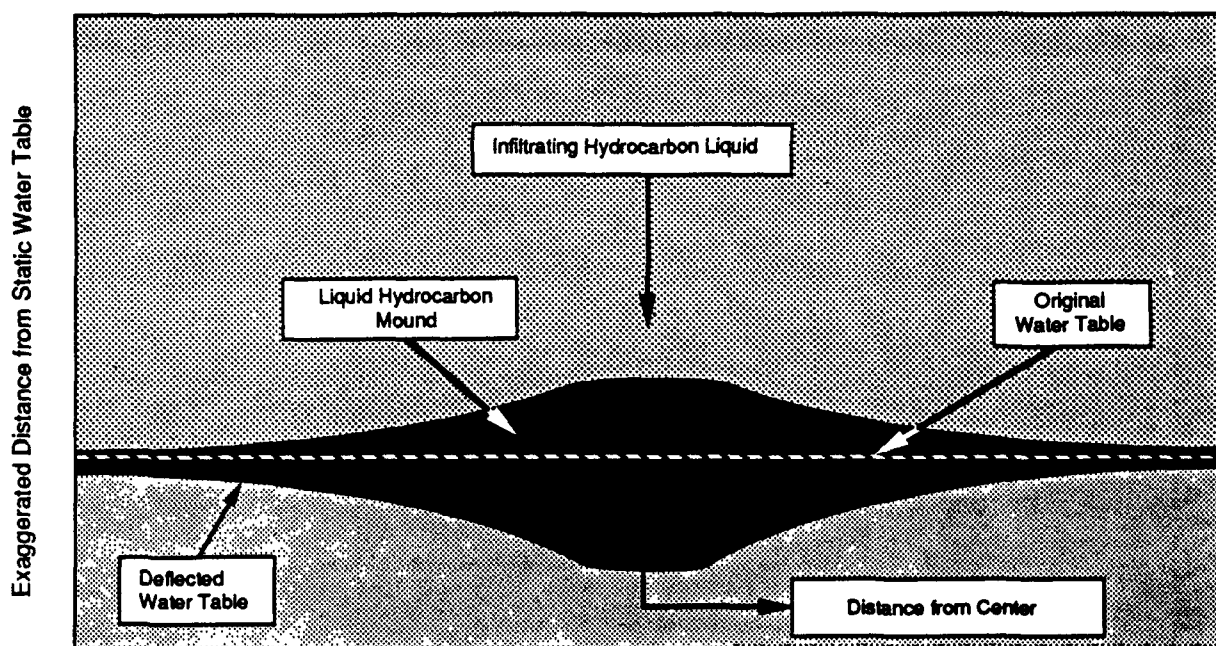 Exaggerated Distance from Static Water Table
Infiltrating Hydrocarbon Liquid
Liquid Hydrocarbon
Mound
Original
Water Table
Deflected
Water Table
Distance from Center